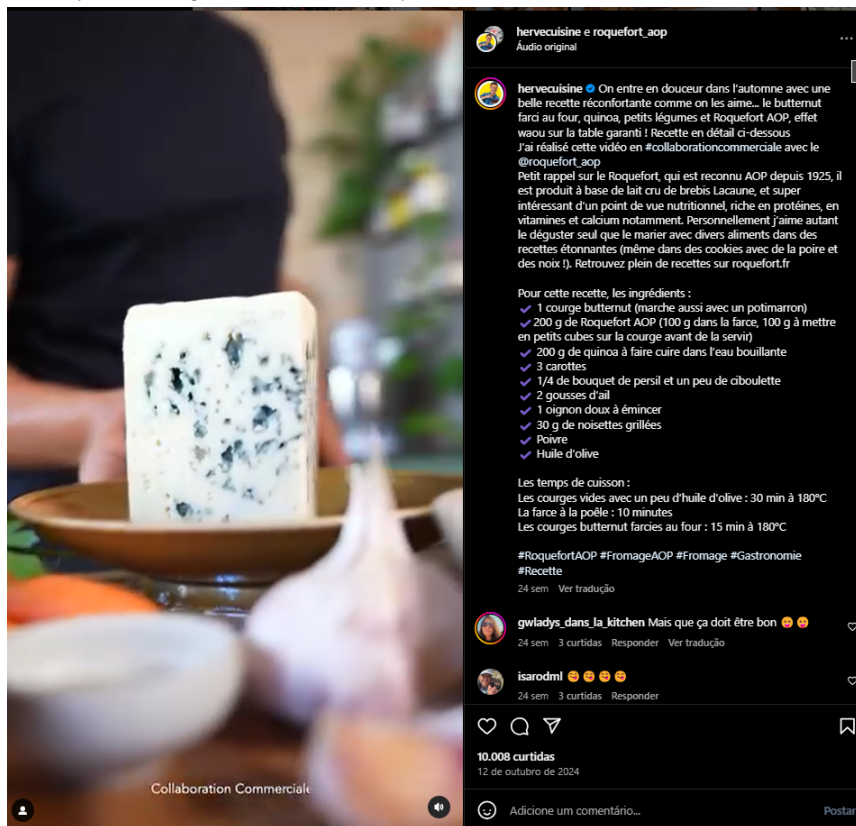 hervecuisine e roquefort_aop
Áudio original
hervecuisine On entre en douceur dans l'automne avec une
belle recette réconfortante comme on les aime... le butternut
farci au four, quinoa, petits légumes et Roquefort AOP, effet
waou sur la table garanti ! Recette en détail ci-dessous
J'ai réalisé cette vidéo en #collaborationcommerciale avec le
@roquefort_aop
Petit rappel sur le Roquefort, qui est reconnu AOP depuis 1925, il
est produit à base de lait cru de brebis Lacaune, et super
intéressant d'un point de vue nutritionnel, riche en protéines, en
vitamines et calcium notamment. Personnellement j'aime autant
le déguster seul que le marier avec divers aliments dans des
recettes étonnantes (même dans des cookies avec de la poire et
des noix !). Retrouvez plein de recettes sur roquefort.fr
Pour cette recette, les ingrédients :
✔ 1 courge butternut (marche aussi avec un potimarron)
✔ 200 g de Roquefort AOP (100 g dans la farce, 100 g à mettre
en petits cubes sur la courge avant de la servir)
✔ 200 g de quinoa à faire cuire dans l'eau bouillante
✔ 3 carottes
✔ 1/4 de bouquet de persil et un peu de ciboulette
✔ 2 gousses d'ail
✔ 1 oignon doux à émincer
✔ 30 g de noisettes grillées
✔ Poivre
✔ Huile d'olive
Les temps de cuisson :
Les courges vides avec un peu d'huile d'olive : 30 min à 180°C
La farce à la poêle : 10 minutes
Les courges butternut farcies au four : 15 min à 180°C
#RoquefortAOP #FromageAOP #Fromage #Gastronomie
#Recette
24 sem Ver tradução
gwladys_dans_la_kitchen Mais que ça doit être bon 😝 😝
24 sem 3 curtidas Responder Ver tradução
isarodml 😋 😋 😋 😋
24 sem 3 curtidas Responder
10.008 curtidas
12 de outubro de 2024
Adicione um comentário...
Postar
Collaboration Commerciale